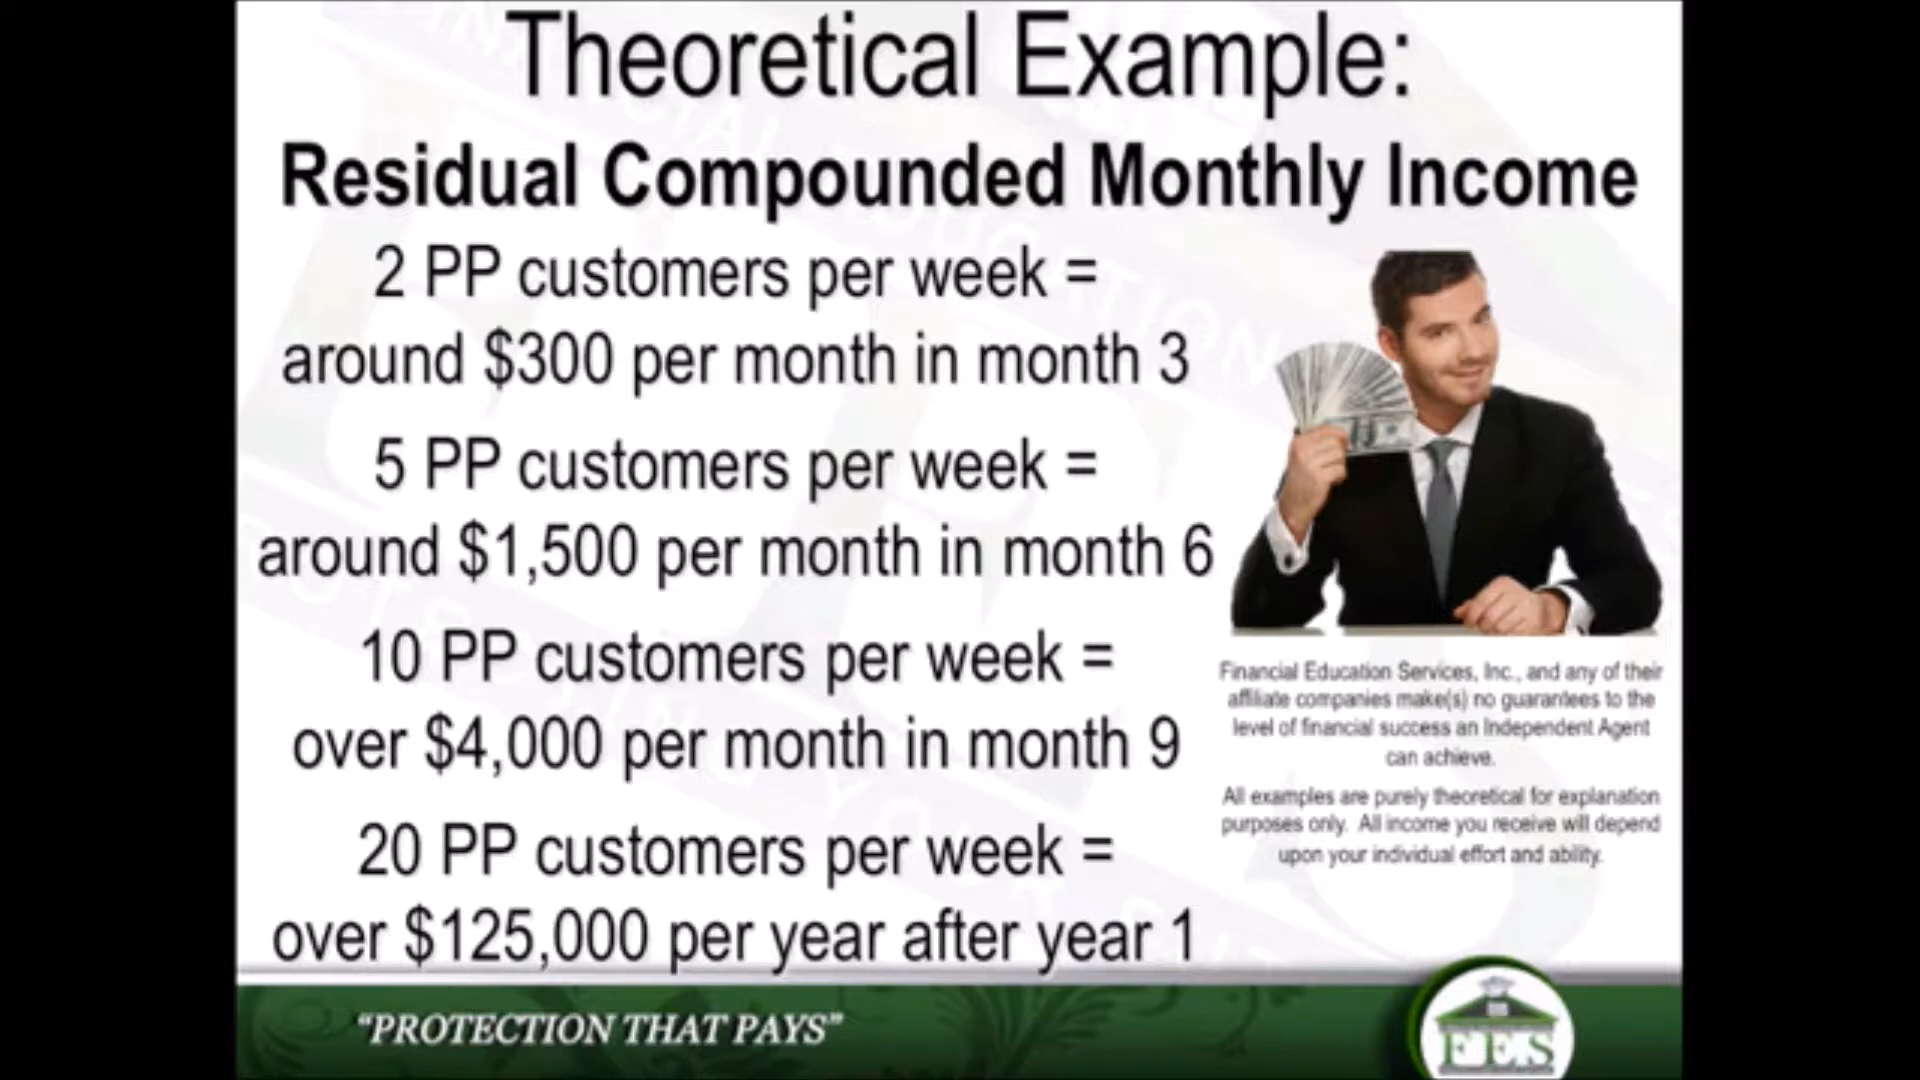 Theoretical Example:
Residual Compounded Monthly Income
2 PP customers per week =
around $300 per month in month 3
5 PP customers per week =
around $1,500 per month in month 6
10 PP customers per week =
over $4,000 per month in month 9
20 PP customers per week =
over $125,000 per year after year 1
Financial Education Services, Inc., and any of their
affiliate companies make(s) no guarantees to the
level of financial success an Independent Agent
can achieve.
All examples are purely theoretical for explanation
purposes only. All income you receive will depend
upon your individual effort and ability.
“PROTECTION THAT PAYS”
FES